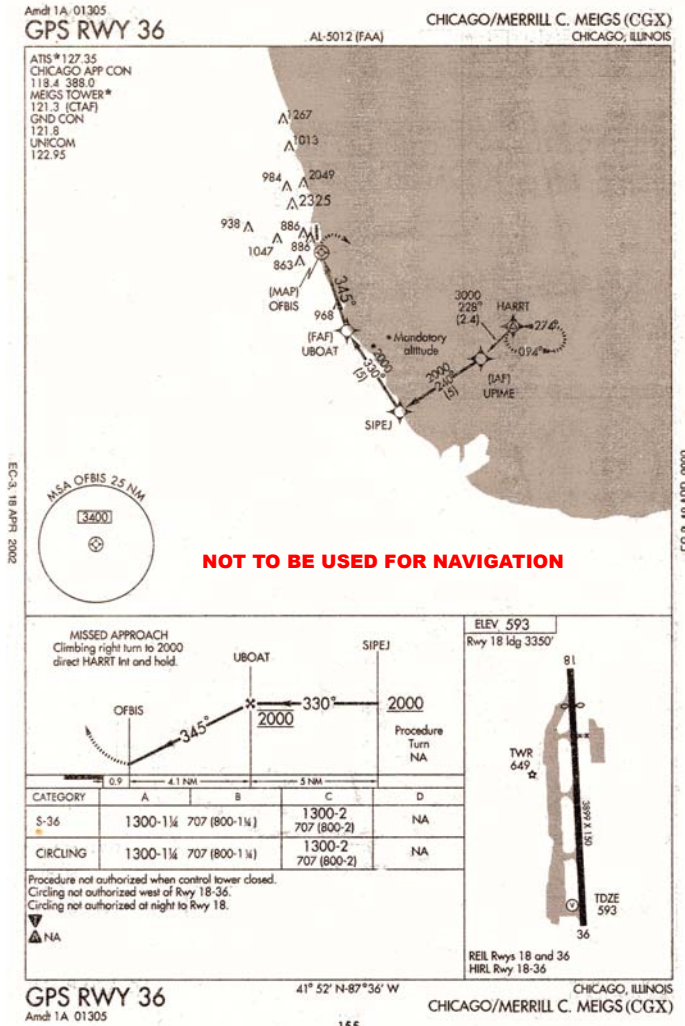 Amdt 1A 01305
GPS RWY 36
AL-5012 (FAA)
CHICAGO/MERRILL C. MEIGS (CGX)
CHICAGO, ILLINOIS
ATIS*127.35
CHICAGO APP CON
118.4 388.0
MEIGS TOWER*
121.3 (CTAF)
GND CON
121.8
UNICOM
122.95
1267
1013
984
2049
2325
938
886
1047
886
863
(MAP)
OFBIS
345°
968
(FAF)
UBOAT
• Mandatory
altitude
• 2000
330°
(5)
3000
228°
(2.4)
HARRT
274°
094°
2000
240°
(5)
(IAF)
UPIME
SIPEJ
MSA OFBIS 25 NM
3400
EC-3, 18 APR 2002
NOT TO BE USED FOR NAVIGATION
MISSED APPROACH
Climbing right turn to 2000
direct HARRT Int and hold.
UBOAT
SIPEJ
OFBIS
345°
330°
2000
2000
Procedure
Turn
NA
0.9
4.1 NM
5 NM
CATEGORY A B C D
S-36 1300-1¼ 707 (800-1¼) 1300-2 707 (800-2) NA
CIRCLING 1300-1¼ 707 (800-1¼) 1300-2 707 (800-2) NA
Procedure not authorized when control tower closed.
Circling not authorized west of Rwy 18-36.
Circling not authorized at night to Rwy 18.
T
A NA
ELEV 593
Rwy 18 ldg 3350'
18
TWR
649
3899 X 150
V
TDZE
593
36
REIL Rwys 18 and 36
HIRL Rwy 18-36
GPS RWY 36
Amdt 1A 01305
41° 52' N-87°36' W
CHICAGO, ILLINOIS
CHICAGO/MERRILL C. MEIGS (CGX)
155